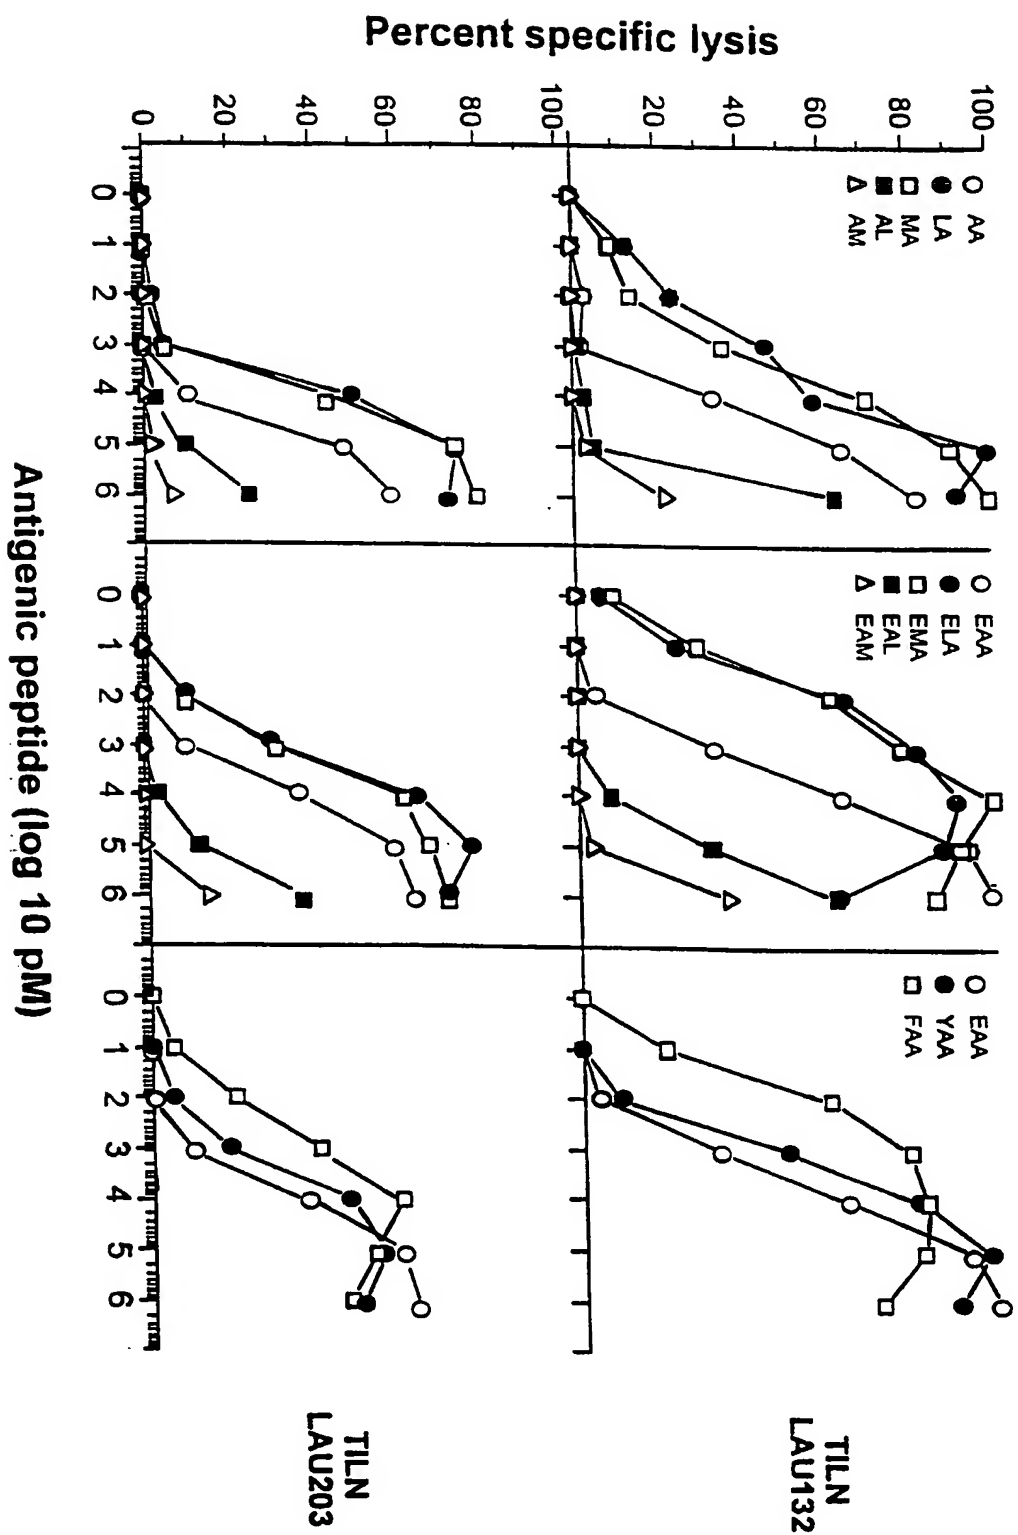 Percent specific lysis
100
80
60
40
20
100
80
60
40
20
0
○ AA
● LA
□ MA
■ AL
△ AM
○ EAA
● ELA
□ EMA
■ EAL
△ EAM
○ EAA
● YAA
□ FAA
TILN
LAU132
TILN
LAU203
0 1 2 3 4 5 6
0 1 2 3 4 5 6
0 1 2 3 4 5 6
Antigenic peptide (log 10 pM)